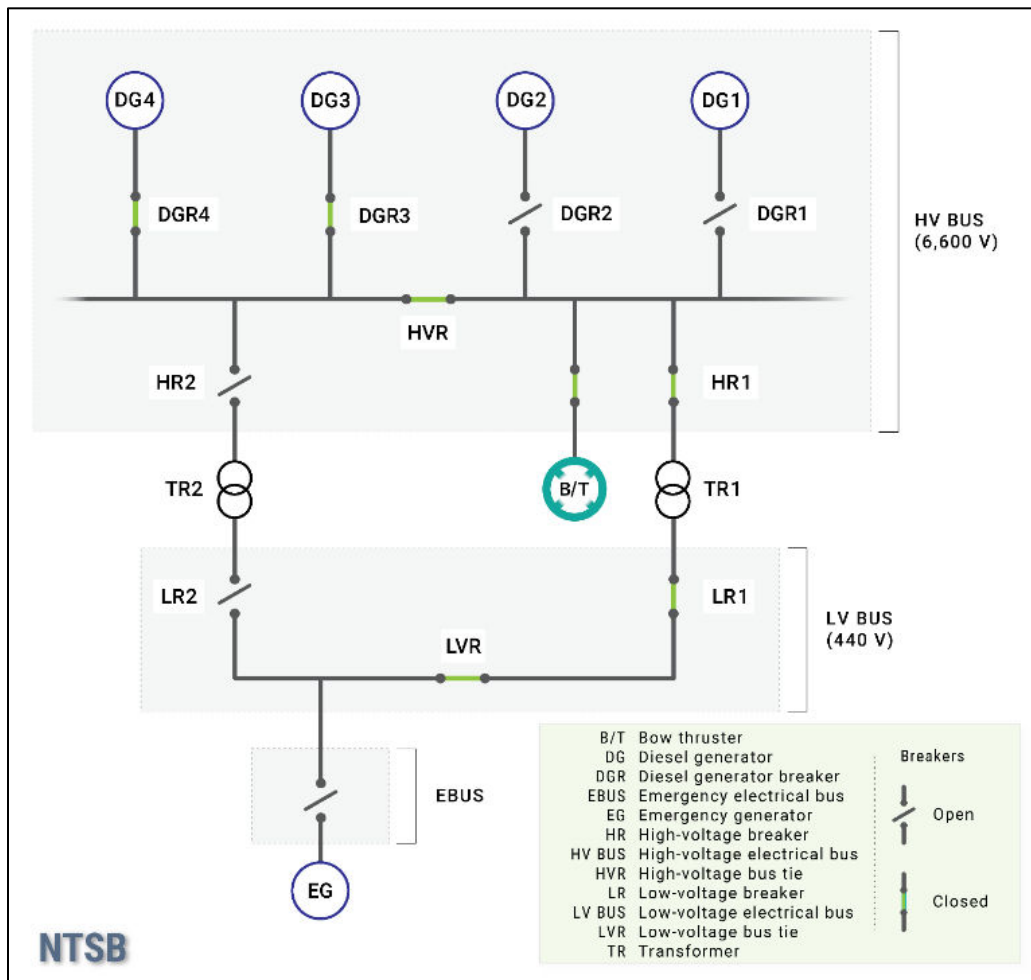 DG4
DG3
DG2
DG1
DGR4
DGR3
DGR2
DGR1
HV BUS
(6,600 V)
HVR
HR2
HR1
TR2
B/T
TR1
LR2
LR1
LV BUS
(440 V)
LVR
EBUS
EG
B/T Bow thruster
DG Diesel generator
DGR Diesel generator breaker
EBUS Emergency electrical bus
EG Emergency generator
HR High-voltage breaker
HV BUS High-voltage electrical bus
HVR High-voltage bus tie
LR Low-voltage breaker
LV BUS Low-voltage electrical bus
LVR Low-voltage bus tie
TR Transformer
Breakers
Open
Closed
NTSB